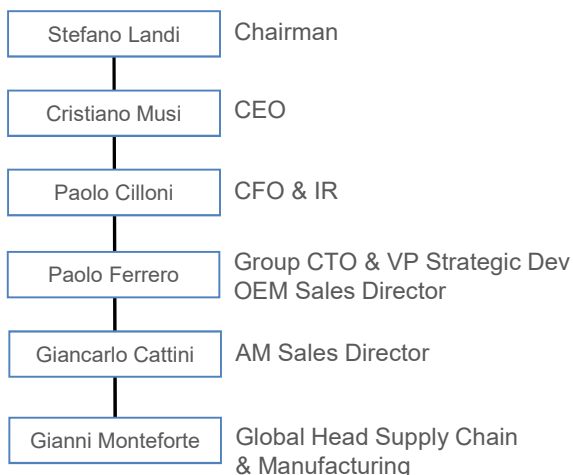 Stefano Landi Chairman
Cristiano Musi CEO
Paolo Cilloni CFO & IR
Paolo Ferrero Group CTO & VP Strategic Dev
OEM Sales Director
Giancarlo Cattini AM Sales Director
Gianni Monteforte Global Head Supply Chain
& Manufacturing